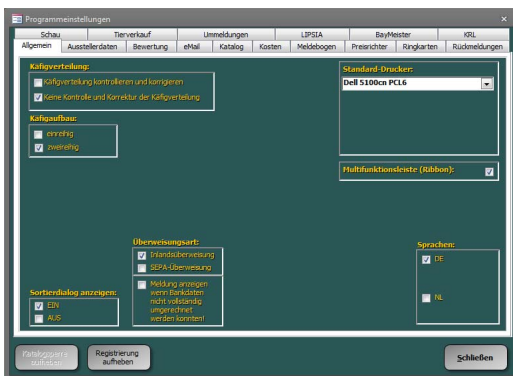 Programmeinstellungen
Schau Tierverkauf Ummeldungen LIPSIA BayMeister KRL
Allgemein Ausstellerdaten Bewertung eMail Katalog Kosten Meldebogen Preisrichter Ringkarten Rückmeldungen
Käfigverteilung:
Käfigverteilung kontrollieren und korrigieren
Keine Kontrolle und Korrektur der Käfigverteilung
Käfigaufbau:
einreihig
zweireihig
Standard-Drucker:
Dell 5100cn PCL6
Multifunktionsleiste (Ribbon):
Überweisungsart:
Inlandsüberweisung
SEPA-Überweisung
Meldung anzeigen
wenn Bankdaten
nicht vollständig
umgerechnet
werden konnten!
Sortierdialog anzeigen:
EIN
AUS
Sprachen:
DE
NL
Katalogsperre
aufheben
Registrierung
aufheben
Schließen